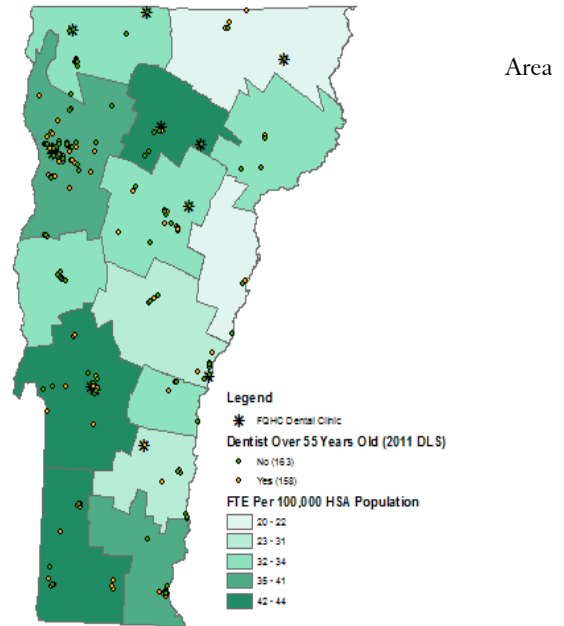 Area
Legend
FQHC Dental Clinic
Dentist Over 55 Years Old (2011 DLS)
No (163)
Yes (158)
FTE Per 100,000 HSA Population
20 - 22
23 - 31
32 - 34
35 - 41
42 - 44